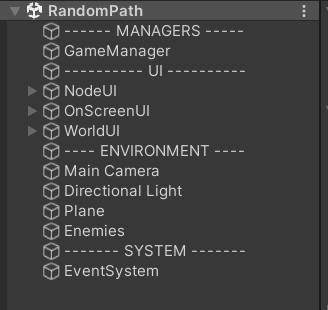 RandomPath
------ MANAGERS -----
GameManager
---------- UI ----------
NodeUI
OnScreenUI
WorldUI
---- ENVIRONMENT ----
Main Camera
Directional Light
Plane
Enemies
------- SYSTEM -------
EventSystem